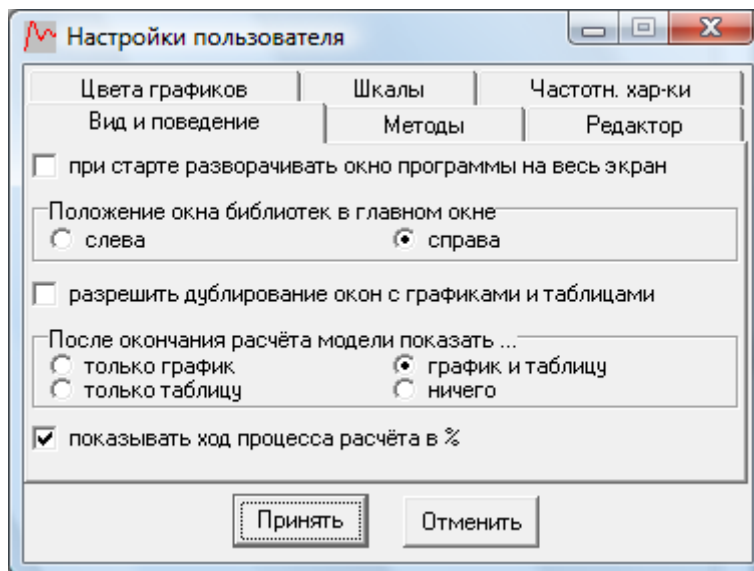 Настройки пользователя
Цвета графиков Шкалы Частотн. хар-ки
Вид и поведение Методы Редактор
при старте разворачивать окно программы на весь экран
Положение окна библиотек в главном окне
слева справа
разрешить дублирование окон с графиками и таблицами
После окончания расчёта модели показать ...
только график график и таблицу
только таблицу ничего
показывать ход процесса расчёта в %
Принять Отменить